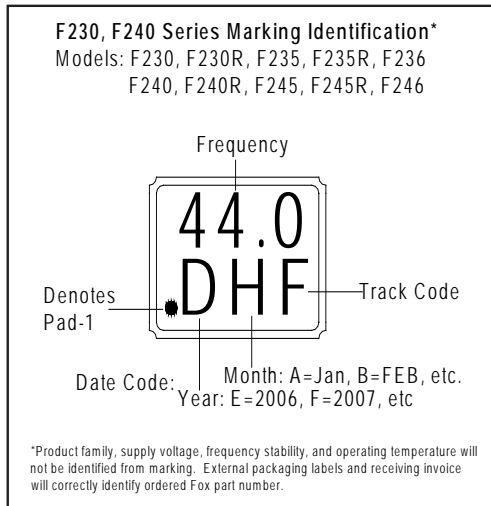 F230, F240 Series Marking Identification*
Models: F230, F230R, F235, F235R, F236
F240, F240R, F245, F245R, F246
Frequency
44.0
DHF
Track Code
Denotes
Pad-1
Date Code:
Month: A=Jan, B=FEB, etc.
Year: E=2006, F=2007, etc
*Product family, supply voltage, frequency stability, and operating temperature will
not be identified from marking. External packaging labels and receiving invoice
will correctly identify ordered Fox part number.